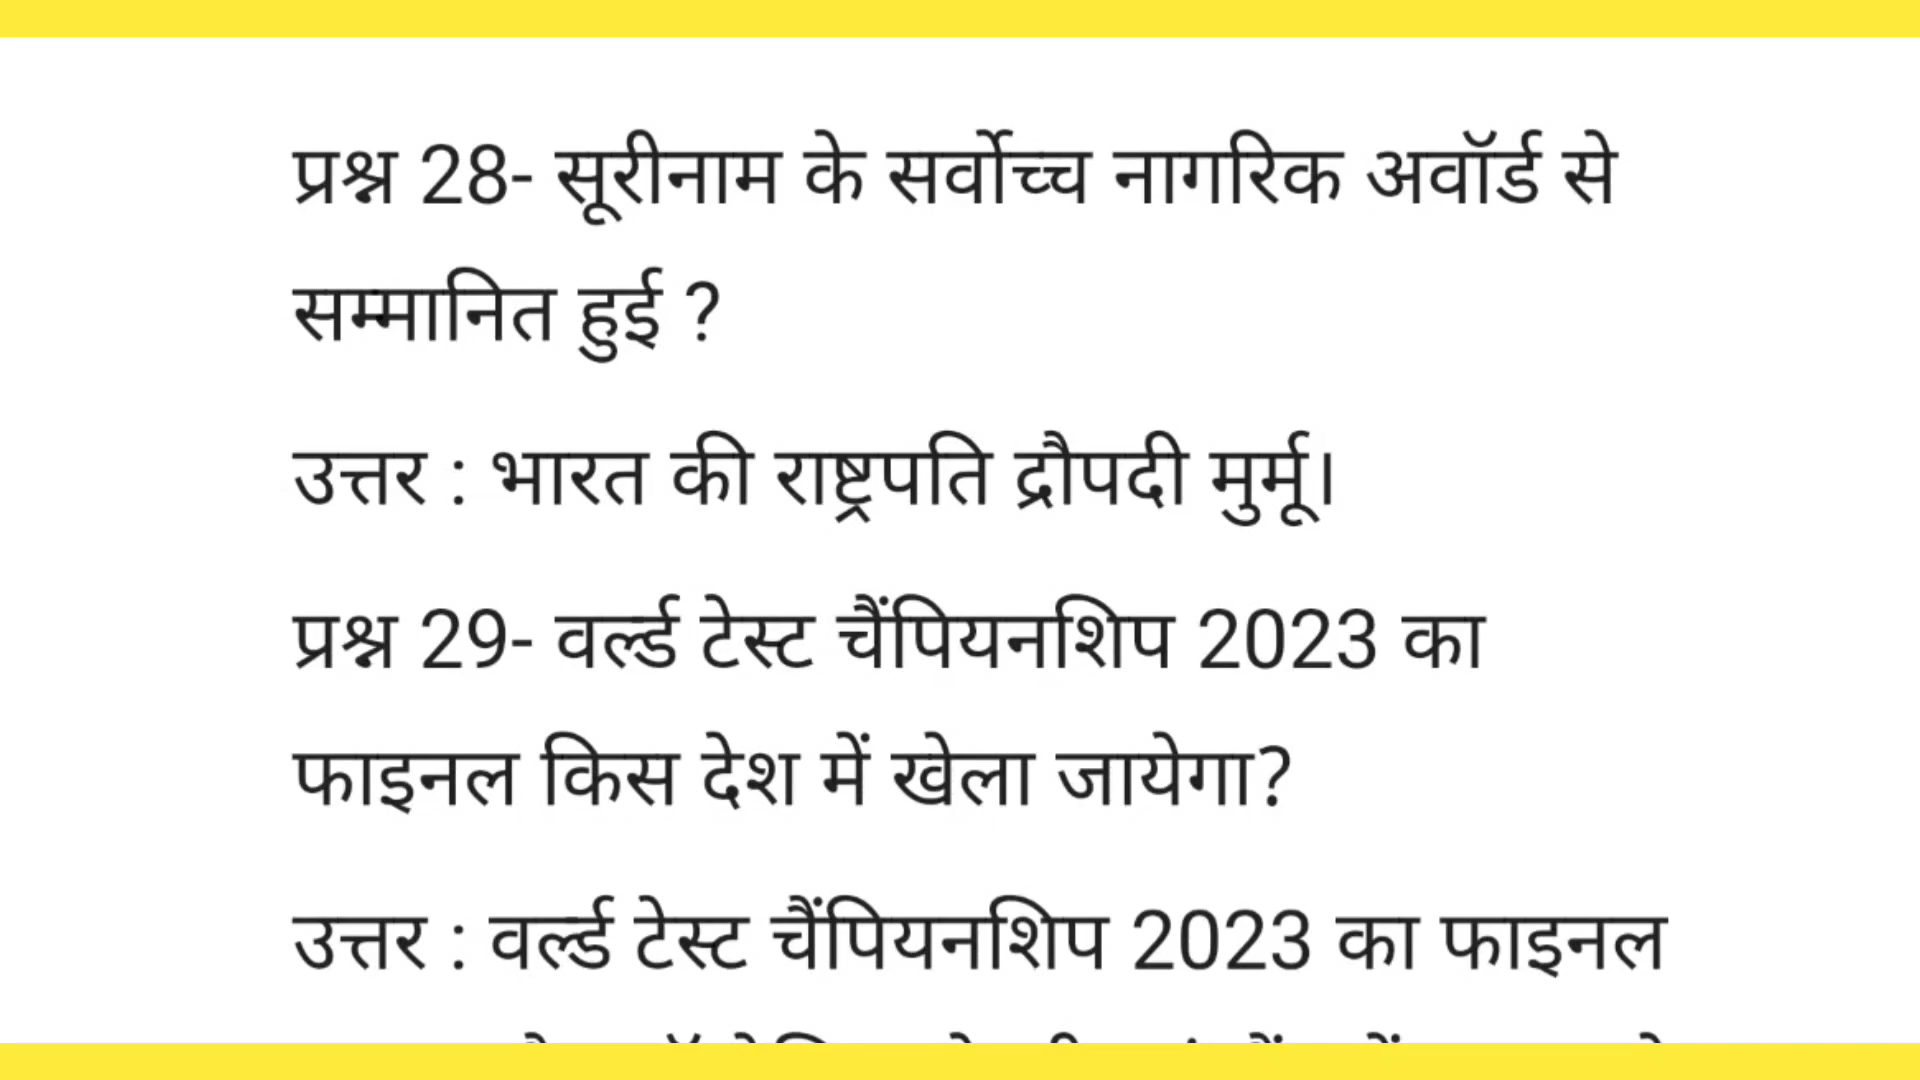 प्रश्न 28- सूरीनाम के सर्वोच्च नागरिक अवॉर्ड से
सम्मानित हुई ?
उत्तर : भारत की राष्ट्रपति द्रौपदी मुर्मू।
प्रश्न 29- वर्ल्ड टेस्ट चैंपियनशिप 2023 का
फाइनल किस देश में खेला जायेगा?
उत्तर : वर्ल्ड टेस्ट चैंपियनशिप 2023 का फाइनल